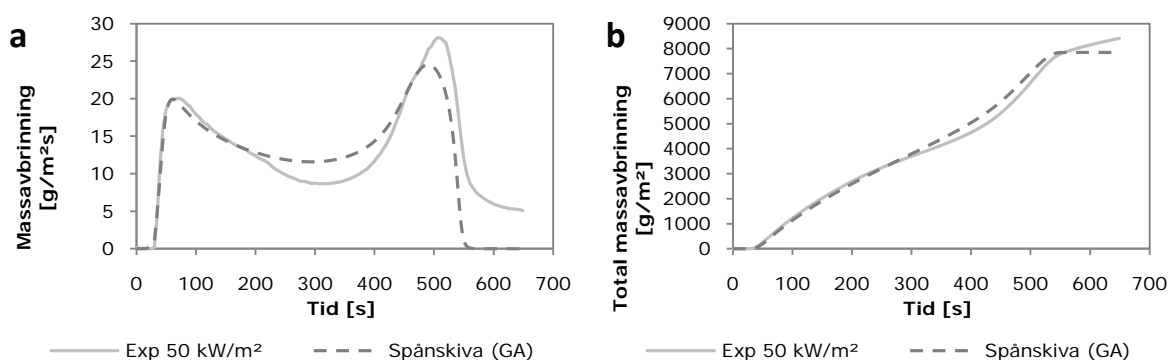 a
Massavbrinning
[g/m²s]
30
25
20
15
10
5
0
0 100 200 300 400 500 600 700
Tid [s]
Exp 50 kW/m² Spånskiva (GA)
b
Total massavbrinning
[g/m²]
9000
8000
7000
6000
5000
4000
3000
2000
1000
0
0 100 200 300 400 500 600 700
Tid [s]
Exp 50 kW/m² Spånskiva (GA)